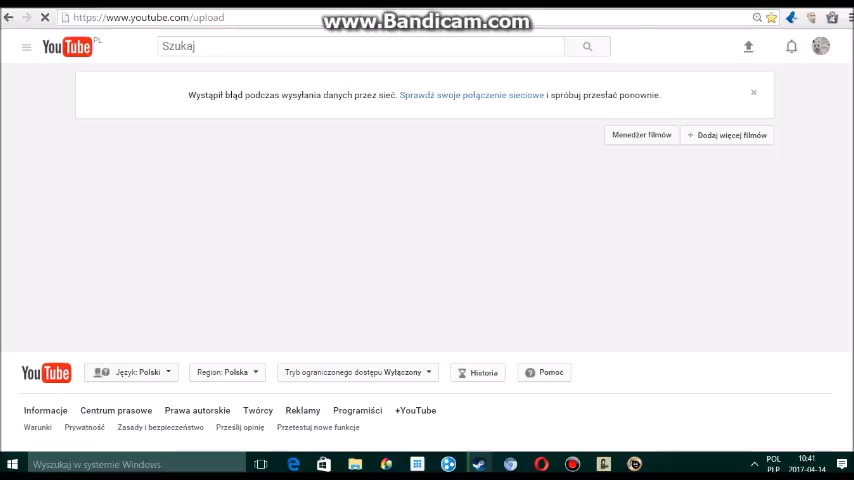 https://www.youtube.com/upload
www.Bandicam.com
YouTube PL
Szukaj
Wystąpił błąd podczas wysyłania danych przez sieć. Sprawdź swoje połączenie sieciowe i spróbuj przesłać ponownie.
Menedżer filmów
+ Dodaj więcej filmów
YouTube
Język: Polski
Region: Polska
Tryb ograniczonego dostępu Wyłączony
Historia
Pomoc
Informacje Centrum prasowe Prawa autorskie Twórcy Reklamy Programiści +YouTube
Warunki Prywatność Zasady i bezpieczeństwo Prześlij opinię Przetestuj nowe funkcje
Wyszukaj w systemie Windows
POL
PLP
10:41
2017-04-14